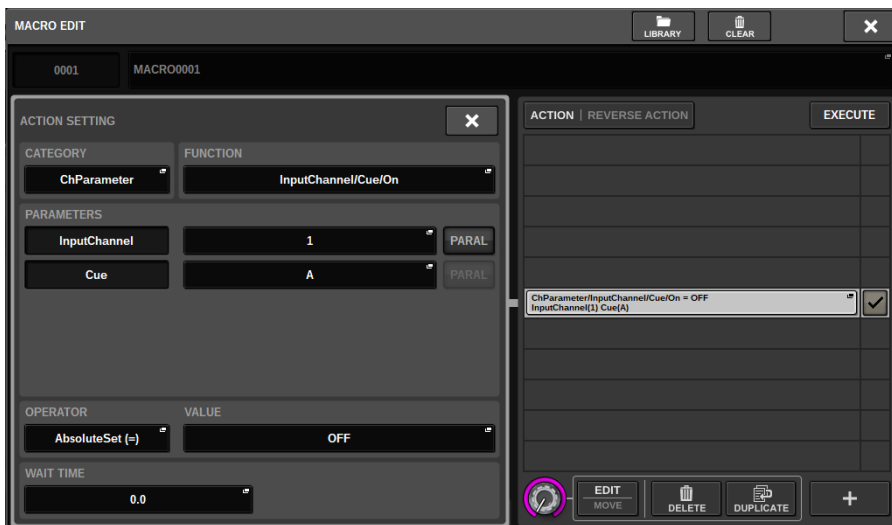 MACRO EDIT
LIBRARY
CLEAR
0001
MACRO0001
ACTION SETTING
CATEGORY
FUNCTION
ChParameter
InputChannel/Cue/On
PARAMETERS
InputChannel
1
PARAL
Cue
A
PARAL
OPERATOR
VALUE
AbsoluteSet (=)
OFF
WAIT TIME
0.0
ACTION | REVERSE ACTION
EXECUTE
ChParameter/InputChannel/Cue/On = OFF
InputChannel(1) Cue(A)
EDIT
MOVE
DELETE
DUPLICATE